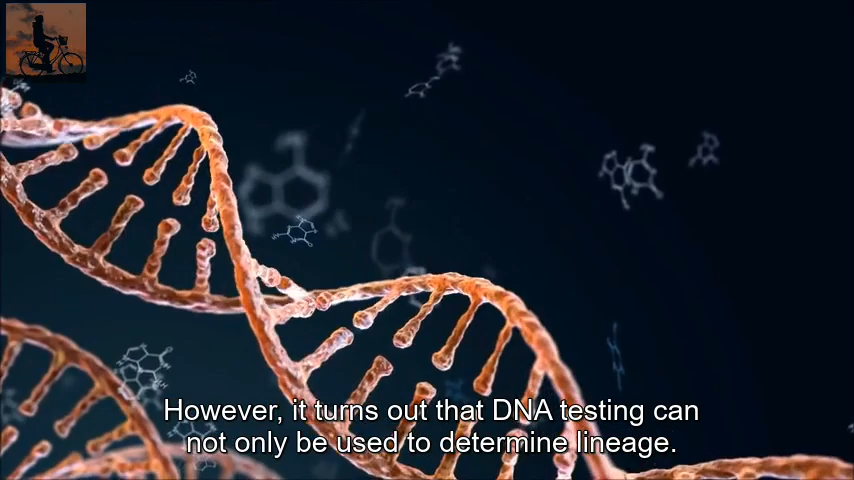 However, it turns out that DNA testing can
not only be used to determine lineage.